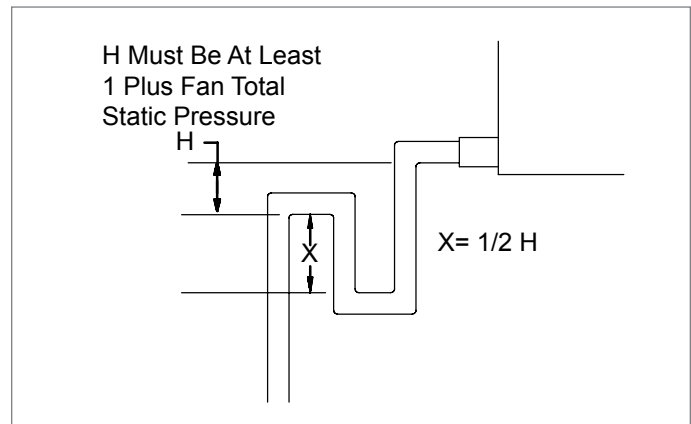 H Must Be At Least
1 Plus Fan Total
Static Pressure
H
X
X= 1/2 H